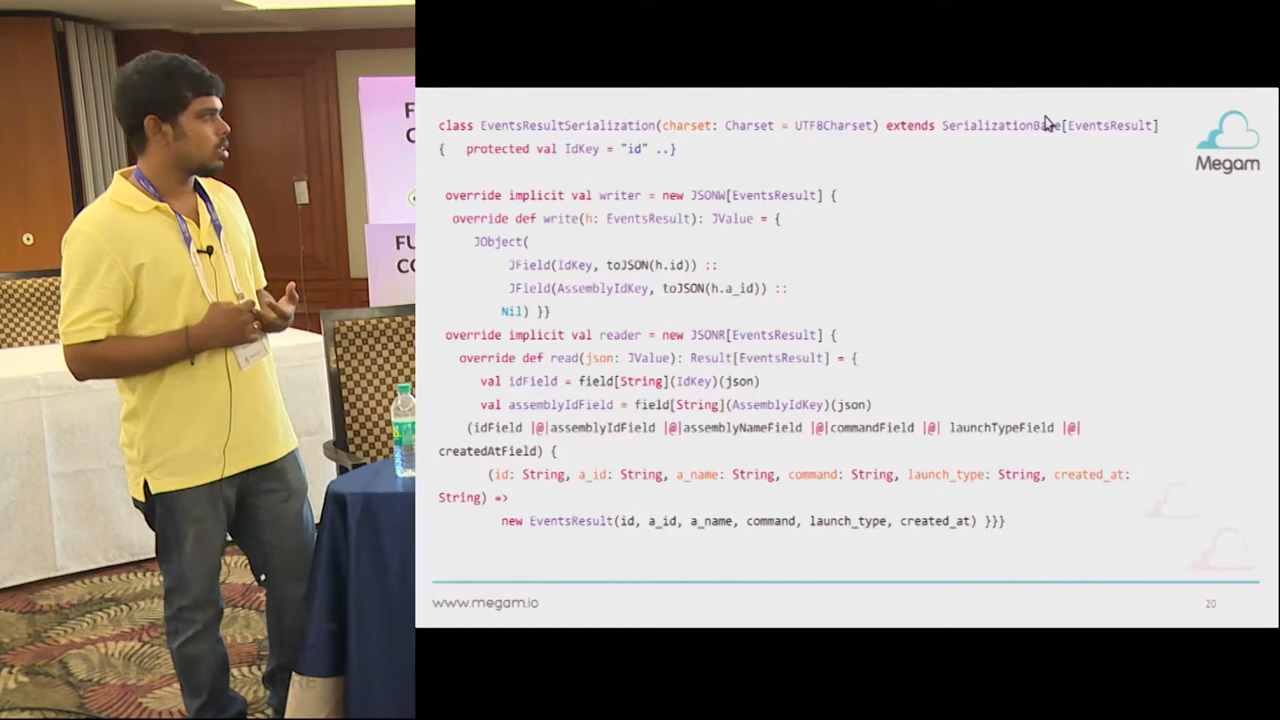 F
C
FU
CO
class EventsResultSerialization(charset: Charset = UTF8Charset) extends SerializationBase[EventsResult]
{ protected val IdKey = "id" ..}
override implicit val writer = new JSONW[EventsResult] {
override def write(h: EventsResult): JValue = {
JObject(
JField(IdKey, toJSON(h.id)) ::
JField(AssemblyIdKey, toJSON(h.a_id)) ::
Nil) }}
override implicit val reader = new JSONR[EventsResult] {
override def read(json: JValue): Result[EventsResult] = {
val idField = field[String](IdKey)(json)
val assemblyIdField = field[String](AssemblyIdKey)(json)
(idField |@|assemblyIdField |@|assemblyNameField |@|commandField |@| launchTypeField |@|
createdAtField) {
(id: String, a_id: String, a_name: String, command: String, launch_type: String, created_at:
String) =>
new EventsResult(id, a_id, a_name, command, launch_type, created_at) }}}
Megam
www.megam.io
20